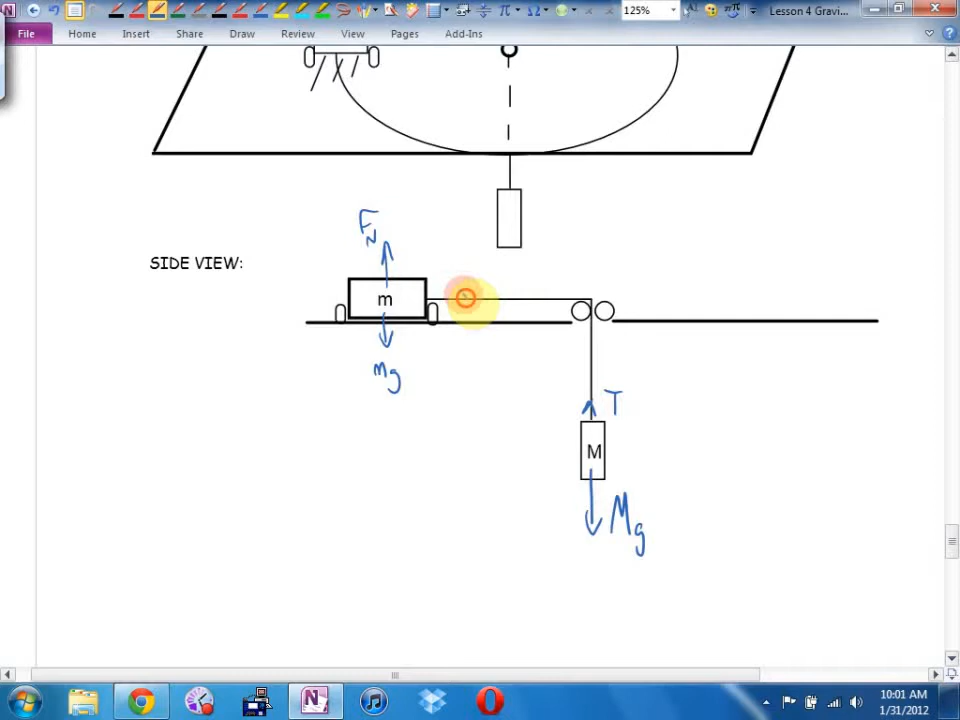 125% Lesson 4 Gravi...
File Home Insert Share Draw Review View Pages Add-Ins
F
N
SIDE VIEW:
m
mg
T
M
Mg
10:01 AM
1/31/2012